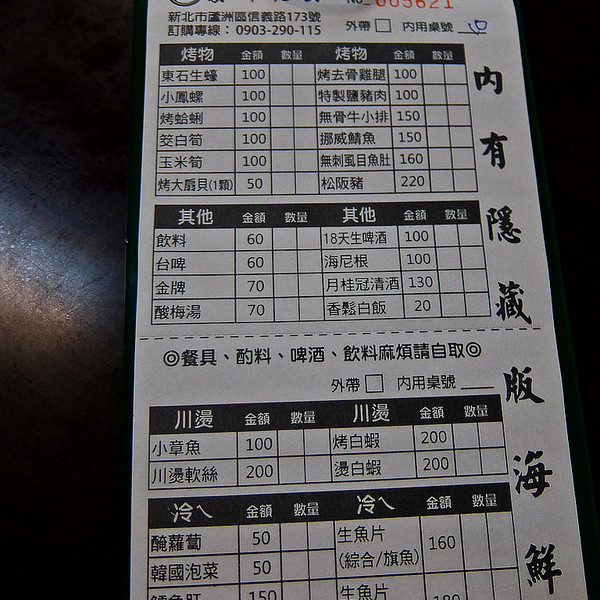 No 005621
新北市蘆洲區信義路173號
訂購專線：0903-290-115 外帶 內用桌號
烤物 金額 數量 烤物 金額 數量
東石生蠔 100 烤去骨雞腿 100
小鳳螺 100 特製鹽豬肉 100
烤蛤蜊 100 無骨牛小排 150
筊白筍 100 挪威鯖魚 150
玉米筍 100 無刺虱目魚肚 160
烤大扇貝(1顆) 50 松阪豬 220
其他 金額 數量 其他 金額 數量
飲料 60 18天生啤酒 100
台啤 60 海尼根 100
金牌 70 月桂冠清酒 130
酸梅湯 70 香鬆白飯 20
◎餐具、酌料、啤酒、飲料麻煩請自取◎
外帶 內用桌號
川燙 金額 數量 川燙 金額 數量
小章魚 100 烤白蝦 200
川燙軟絲 200 燙白蝦 200
冷ㄟ 金額 數量 冷ㄟ 金額 數量
醃蘿蔔 50 生魚片(綜合/旗魚) 160
韓國泡菜 50
150 生魚片 180
內有隱藏版海鮮